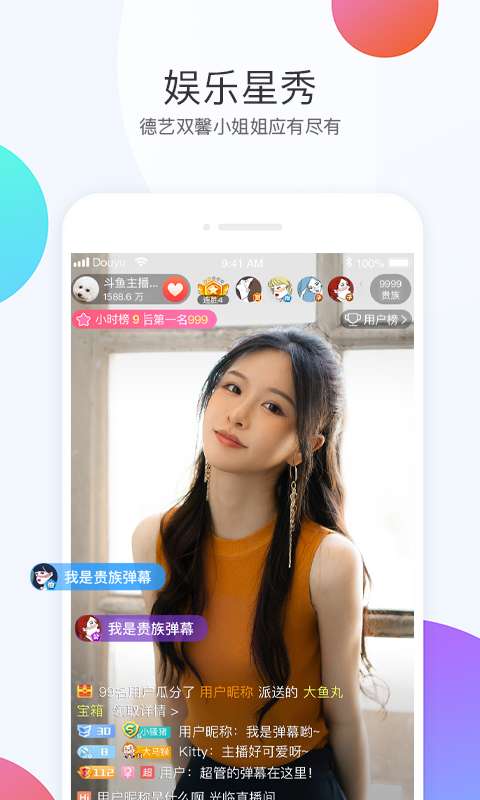 娱乐星秀
德艺双馨小姐姐应有尽有
Douyu 9:41 AM 100%
斗鱼主播...
1588.6 万
连胜4
9999
贵族
小时榜 9 后第一名999
用户榜 >
我是贵族弹幕
我是贵族弹幕
99名用户瓜分了 用户昵称 派送的 大鱼丸
宝箱 领取详情 >
30 小猪猪 用户昵称：我是弹幕哟~
8 大马猴 Kitty：主播好可爱呀~
112 超 用户：超管的弹幕在这里！
Hi 用户昵称是什么啊 光临直播间